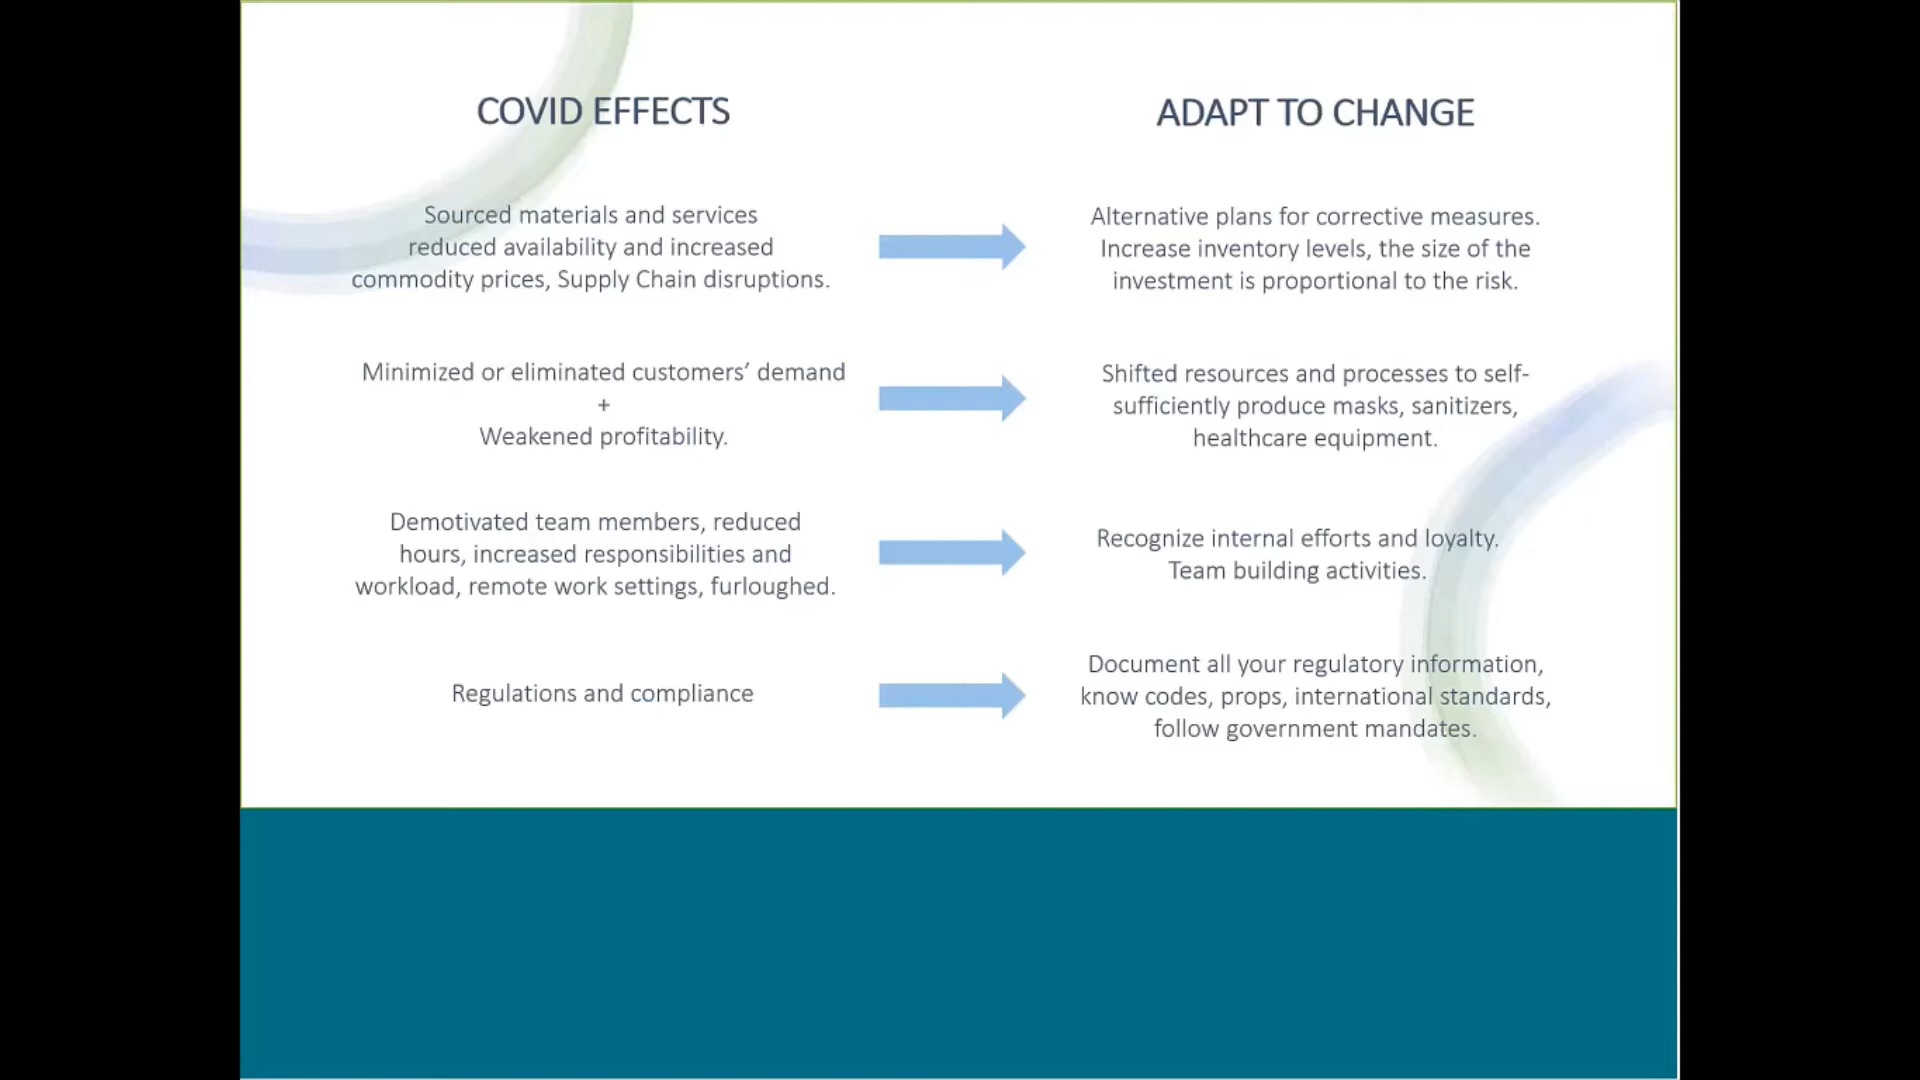 COVID EFFECTS
ADAPT TO CHANGE
Sourced materials and services
reduced availability and increased
commodity prices, Supply Chain disruptions.
Alternative plans for corrective measures.
Increase inventory levels, the size of the
investment is proportional to the risk.
Minimized or eliminated customers’ demand
+
Weakened profitability.
Shifted resources and processes to self-
sufficiently produce masks, sanitizers,
healthcare equipment.
Demotivated team members, reduced
hours, increased responsibilities and
workload, remote work settings, furloughed.
Recognize internal efforts and loyalty.
Team building activities.
Regulations and compliance
Document all your regulatory information,
know codes, props, international standards,
follow government mandates.